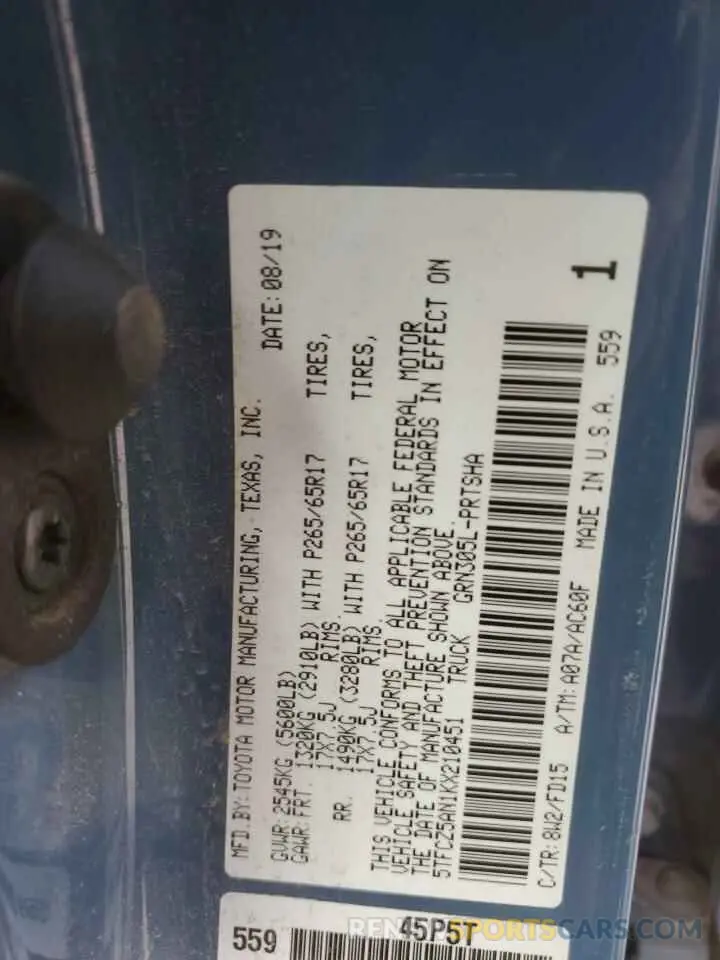 MFD.BY:TOYOTA MOTOR MANUFACTURING, TEXAS, INC.
GVWR:2545KG (5600LB) DATE:08/19
GAWR:FRT. 1320KG (2910LB) WITH P265/65R17 TIRES,
17X7.5J RIMS.
RR. 1490KG (3280LB) WITH P265/65R17 TIRES,
17X7.5J RIMS.
THIS VEHICLE CONFORMS TO ALL APPLICABLE FEDERAL MOTOR
VEHICLE SAFETY AND THEFT PREVENTION STANDARDS IN EFFECT ON
THE DATE OF MANUFACTURE SHOWN ABOVE.
5TFCZ5AN1KX210451 TRUCK GRN305L-PRTSHA
1
C/TR:8W2/FD15 A/TM:A07A/AC60F MADE IN U.S.A. 559
559 45P5T